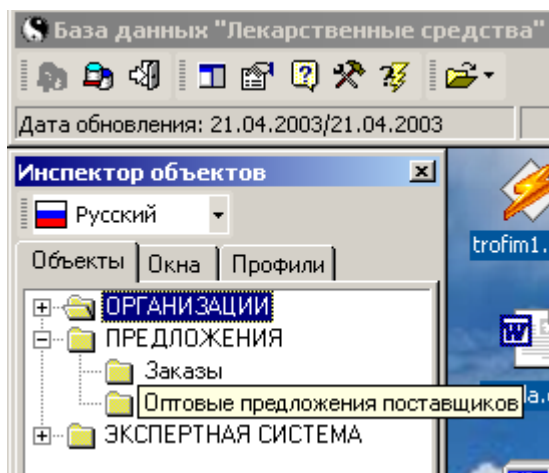 База данных "Лекарственные средства"
Дата обновления: 21.04.2003/21.04.2003
Инспектор объектов
Русский
trofim1.
Объекты Окна Профили
ОРГАНИЗАЦИИ
ПРЕДЛОЖЕНИЯ
Заказы
Оптовые предложения поставщиков
la.
ЭКСПЕРТНАЯ СИСТЕМА